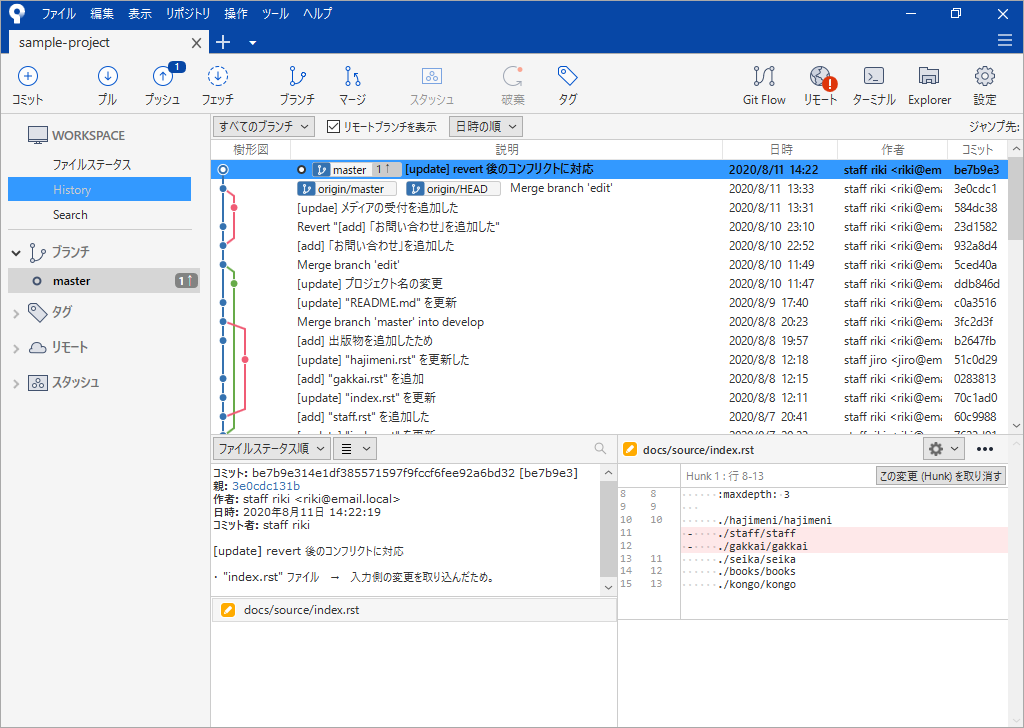 ファイル 編集 表示 リポジトリ 操作 ツール ヘルプ
sample-project
1
コミット プル プッシュ フェッチ ブランチ マージ スタッシュ 破棄 タグ Git Flow リモート ターミナル Explorer 設定
WORKSPACE
ファイルステータス
History
Search
ブランチ
master 1↑
タグ
リモート
スタッシュ
すべてのブランチ リモートブランチを表示 日時の順 ジャンプ先:
樹形図 説明 日時 作者 コミット
master 1↑ [update] revert 後のコンフリクトに対応 2020/8/11 14:22 staff riki <riki@em be7b9e3
origin/master origin/HEAD Merge branch 'edit' 2020/8/11 13:33 staff riki <riki@ema 3e0cdc1
[updae] メディアの受付を追加した 2020/8/11 13:31 staff riki <riki@ema 584dc38
Revert "[add] 「お問い合わせ」を追加した" 2020/8/10 23:10 staff riki <riki@ema 23d1582
[add] 「お問い合わせ」を追加した 2020/8/10 22:52 staff riki <riki@ema 932a8d4
Merge branch 'edit' 2020/8/10 11:49 staff riki <riki@ema 5ced40a
[update] プロジェクト名の変更 2020/8/10 11:47 staff riki <riki@ema ddb846d
[update] "README.md" を更新 2020/8/9 17:40 staff riki <riki@ema c0a3516
Merge branch 'master' into develop 2020/8/8 20:23 staff riki <riki@ema 3fc2d3f
[add] 出版物を追加したため 2020/8/8 19:57 staff riki <riki@ema b2647fb
[update] "hajimeni.rst" を更新した 2020/8/8 12:18 staff jiro <jiro@em 51c0d29
[add] "gakkai.rst" を追加 2020/8/8 12:15 staff riki <riki@ema 0283813
[update] "index.rst" を更新 2020/8/8 12:11 staff riki <riki@ema 70c1ad0
[add] "staff.rst" を追加した 2020/8/7 20:41 staff riki <riki@ema 60c9988
ファイルステータス順
コミット: be7b9e314e1df385571597f9fccf6fee92a6bd32 [be7b9e3]
親: 3e0cdc131b
作者: staff riki <riki@email.local>
日時: 2020年8月11日 14:22:19
コミット者: staff riki
[update] revert 後のコンフリクトに対応
・ "index.rst" ファイル → 入力側の変更を取り込んだため。
docs/source/index.rst
docs/source/index.rst
Hunk 1 : 行 8-13 この変更 (Hunk) を取り消す
8 8 :maxdepth: 3
9 9
10 10 ./hajimeni/hajimeni
11 - ./staff/staff
12 - ./gakkai/gakkai
13 11 ./seika/seika
14 12 ./books/books
15 13 ./kongo/kongo